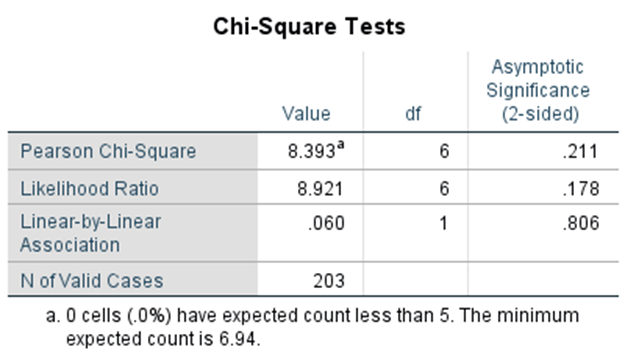 Chi-Square Tests
Value df Asymptotic Significance (2-sided)
Pearson Chi-Square 8.393a 6 .211
Likelihood Ratio 8.921 6 .178
Linear-by-Linear Association .060 1 .806
N of Valid Cases 203
a. 0 cells (.0%) have expected count less than 5. The minimum
expected count is 6.94.